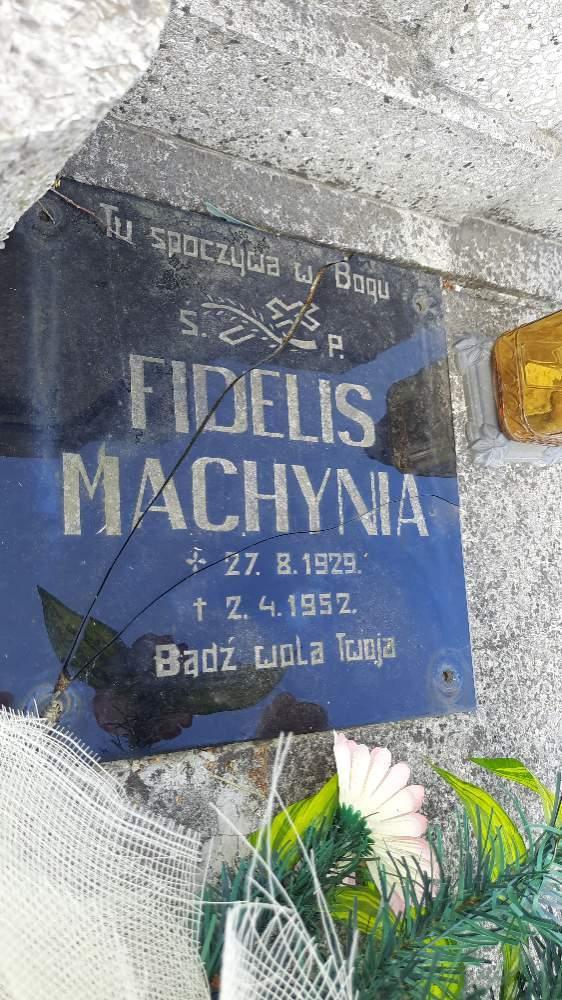 Tu spoczywa w Bogu
S. P.
FIDELIS
MACHYNIA
* 27. 8. 1929.
† 2. 4. 1952.
Bądź wola Twoja